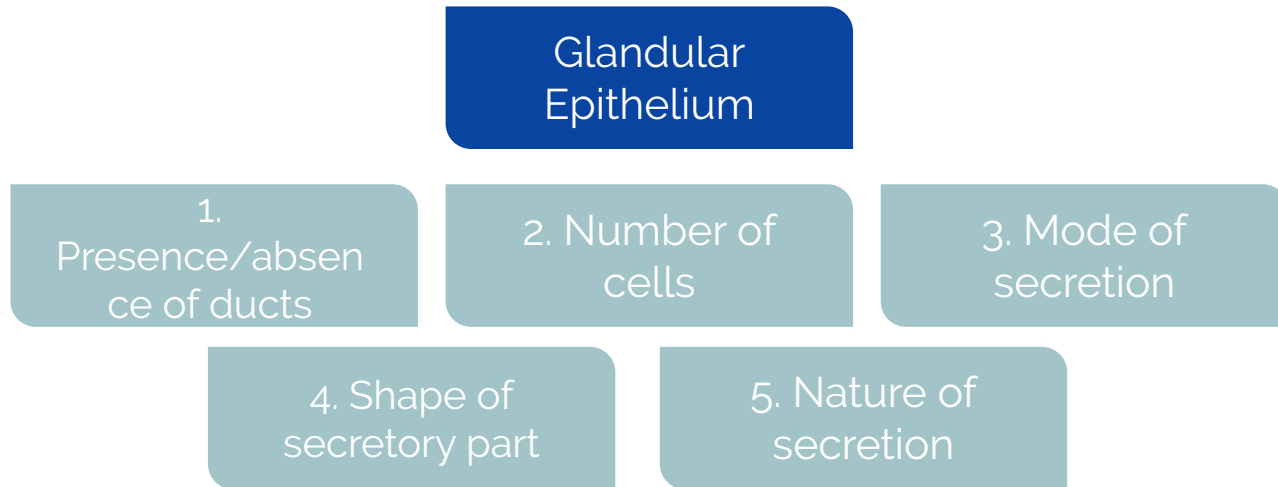 Glandular
Epithelium
1.
Presence/absen
ce of ducts
2. Number of
cells
3. Mode of
secretion
4. Shape of
secretory part
5. Nature of
secretion